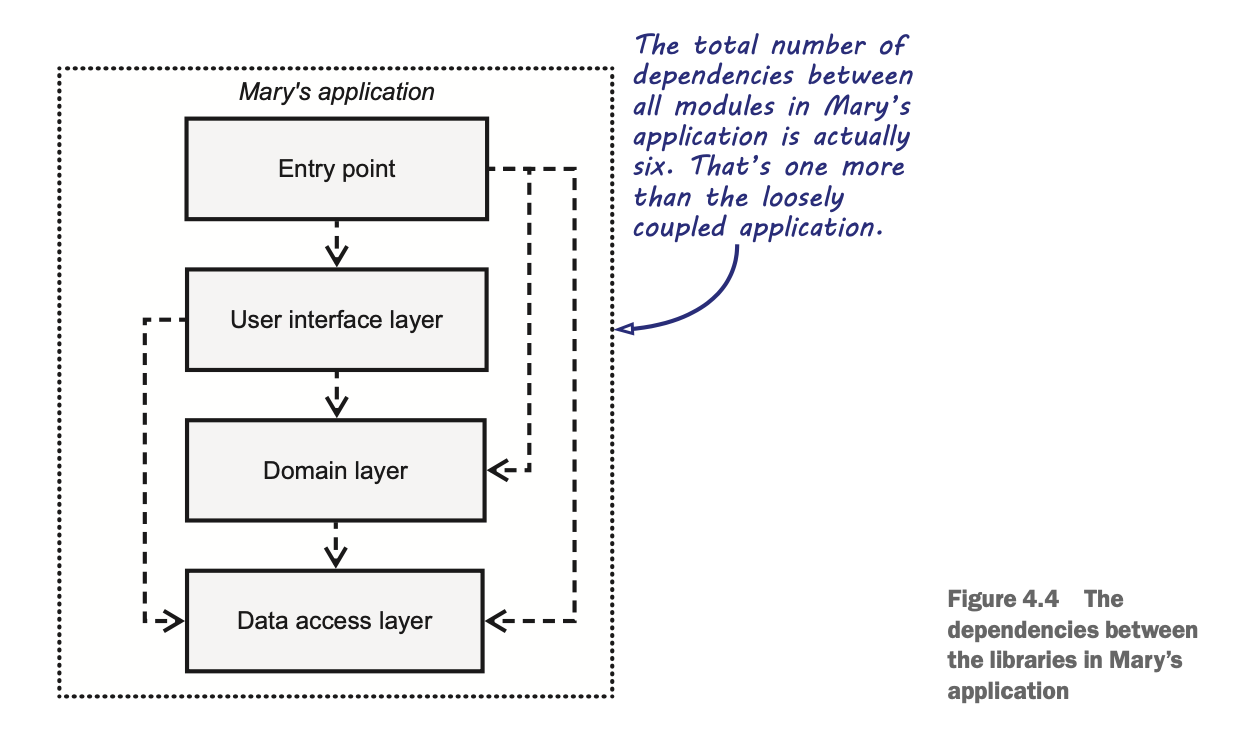 The total number of
dependencies between
all modules in Mary's
application is actually
six. That's one more
than the loosely
coupled application.
Mary's application
Entry point
User interface layer
Domain layer
Data access layer
Figure 4.4 The
dependencies between
the libraries in Mary's
application